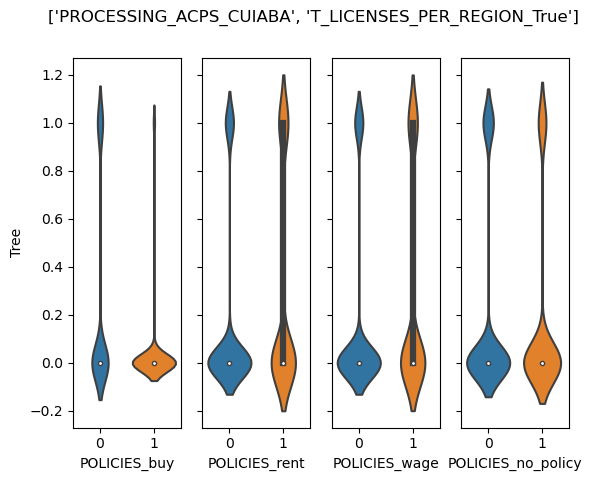 ['PROCESSING_ACPS_CUIABA', 'T_LICENSES_PER_REGION_True']
Tree
1.2
1.0
0.8
0.6
0.4
0.2
0.0
−0.2
0 1 0 1 0 1 0 1
POLICIES_buy POLICIES_rent POLICIES_wage POLICIES_no_policy